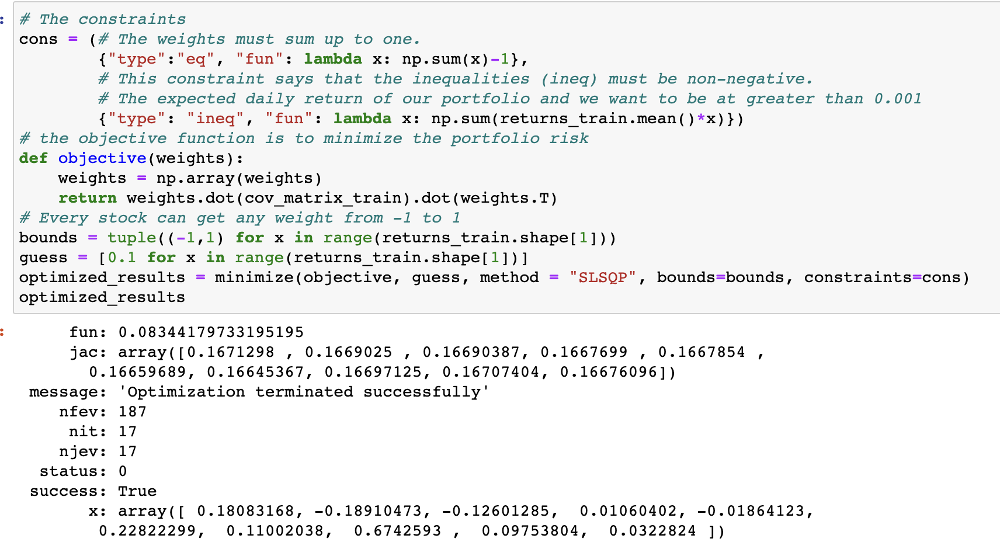 # The constraints
cons = (# The weights must sum up to one.
        {"type":"eq", "fun": lambda x: np.sum(x)-1},
        # This constraint says that the inequalities (ineq) must be non-negative.
        # The expected daily return of our portfolio and we want to be at greater than 0.001
        {"type": "ineq", "fun": lambda x: np.sum(returns_train.mean()*x)})
# the objective function is to minimize the portfolio risk
def objective(weights):
    weights = np.array(weights)
    return weights.dot(cov_matrix_train).dot(weights.T)
# Every stock can get any weight from -1 to 1
bounds = tuple((-1,1) for x in range(returns_train.shape[1]))
guess = [0.1 for x in range(returns_train.shape[1])]
optimized_results = minimize(objective, guess, method = "SLSQP", bounds=bounds, constraints=cons)
optimized_results
     fun: 0.08344179733195195
     jac: array([0.1671298 , 0.1669025 , 0.16690387, 0.1667699 , 0.1667854 ,
       0.16659689, 0.16645367, 0.16697125, 0.16707404, 0.16676096])
 message: 'Optimization terminated successfully'
    nfev: 187
     nit: 17
    njev: 17
  status: 0
 success: True
       x: array([ 0.18083168, -0.18910473, -0.12601285,  0.01060402, -0.01864123,
        0.22822299,  0.11002038,  0.6742593 ,  0.09753804,  0.0322824 ])